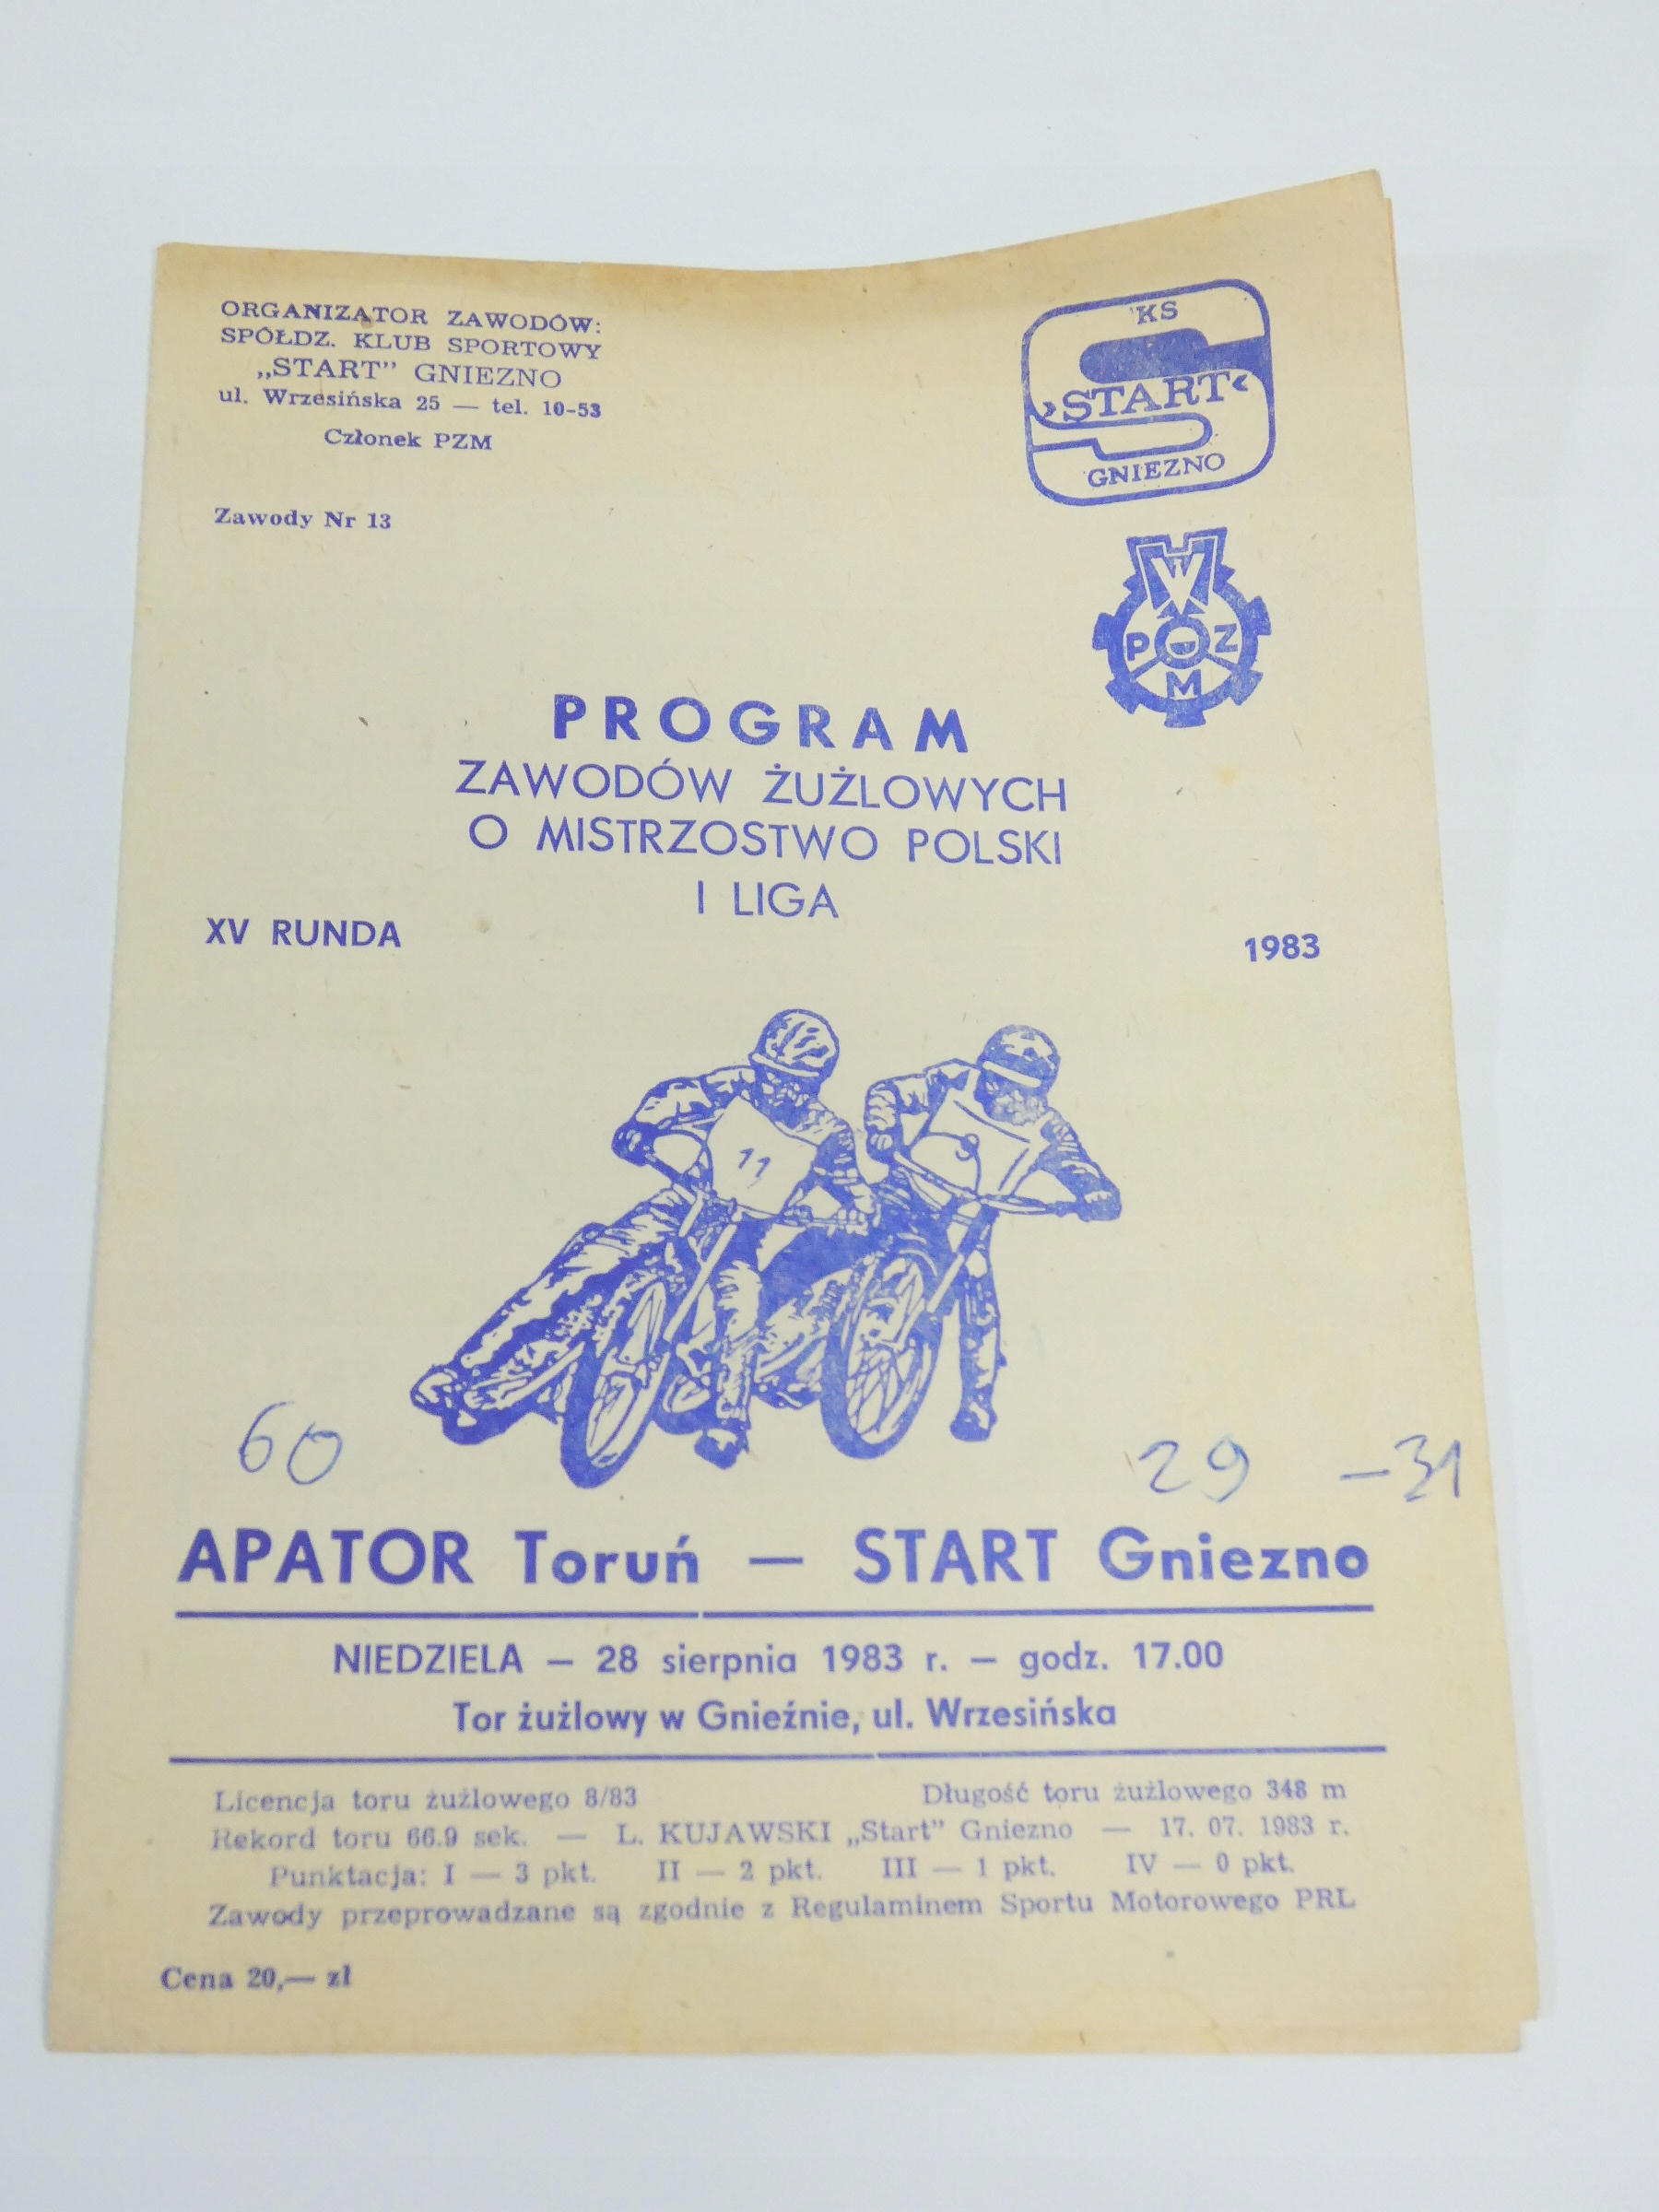 ORGANIZATOR ZAWODÓW:
SPÓŁDZ. KLUB SPORTOWY
„START” GNIEZNO
ul. Wrzesińska 25 — tel. 10-53
Członek PZM
Zawody Nr 13
KS
›START‹
GNIEZNO
W
P Z
M
PROGRAM
ZAWODÓW ŻUŻLOWYCH
O MISTRZOSTWO POLSKI
I LIGA
XV RUNDA
1983
11
3
60
29 – 31
APATOR Toruń — START Gniezno
NIEDZIELA — 28 sierpnia 1983 r. — godz. 17.00
Tor żużlowy w Gnieźnie, ul. Wrzesińska
Licencja toru żużlowego 8/83 Długość toru żużlowego 348 m
Rekord toru 66.9 sek. — L. KUJAWSKI „Start” Gniezno — 17. 07. 1983 r.
Punktacja: I — 3 pkt. II — 2 pkt. III — 1 pkt. IV — 0 pkt.
Zawody przeprowadzane są zgodnie z Regulaminem Sportu Motorowego PRL
Cena 20,— zł